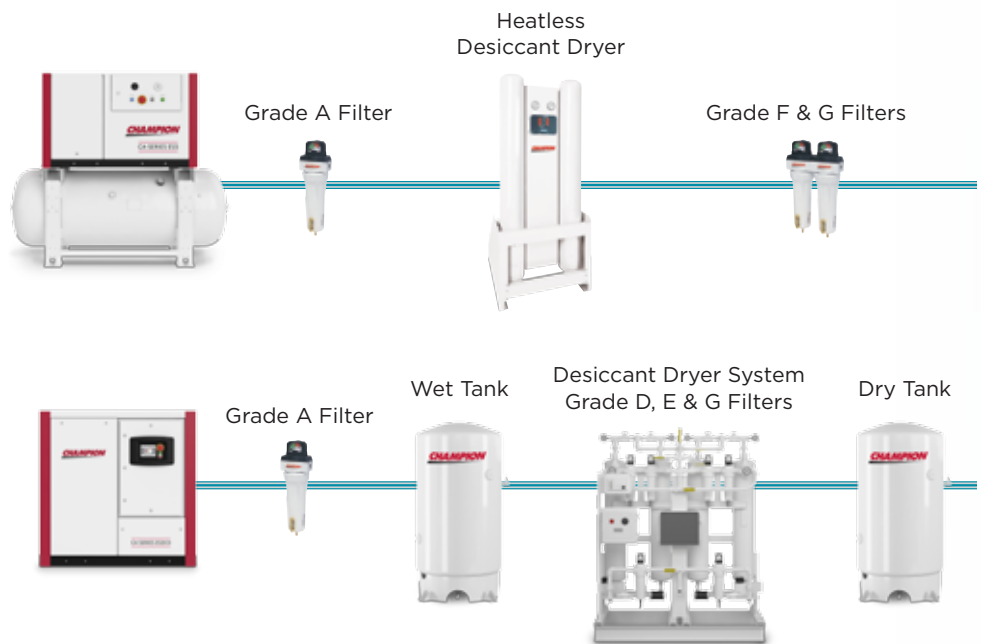 Heatless
Desiccant Dryer
Grade A Filter
Grade F & G Filters
CHAMPION
Wet Tank
Desiccant Dryer System
Grade D, E & G Filters
Dry Tank
Grade A Filter
CHAMPION
CHAMPION
CHAMPION